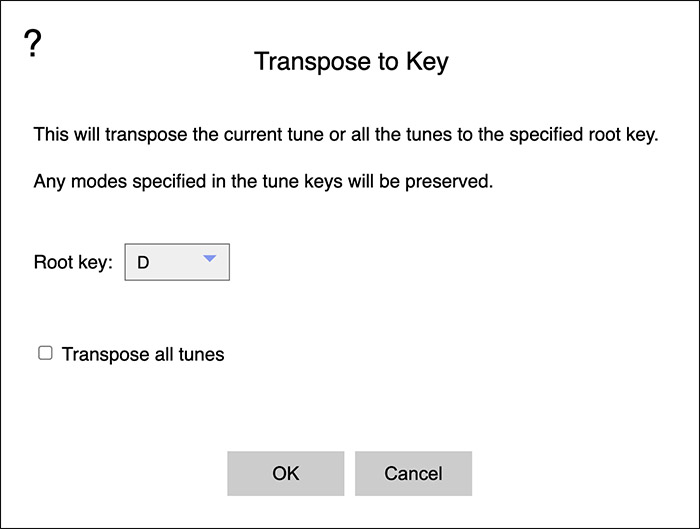 ?
Transpose to Key
This will transpose the current tune or all the tunes to the specified root key.
Any modes specified in the tune keys will be preserved.
Root key: D
Transpose all tunes
OK Cancel